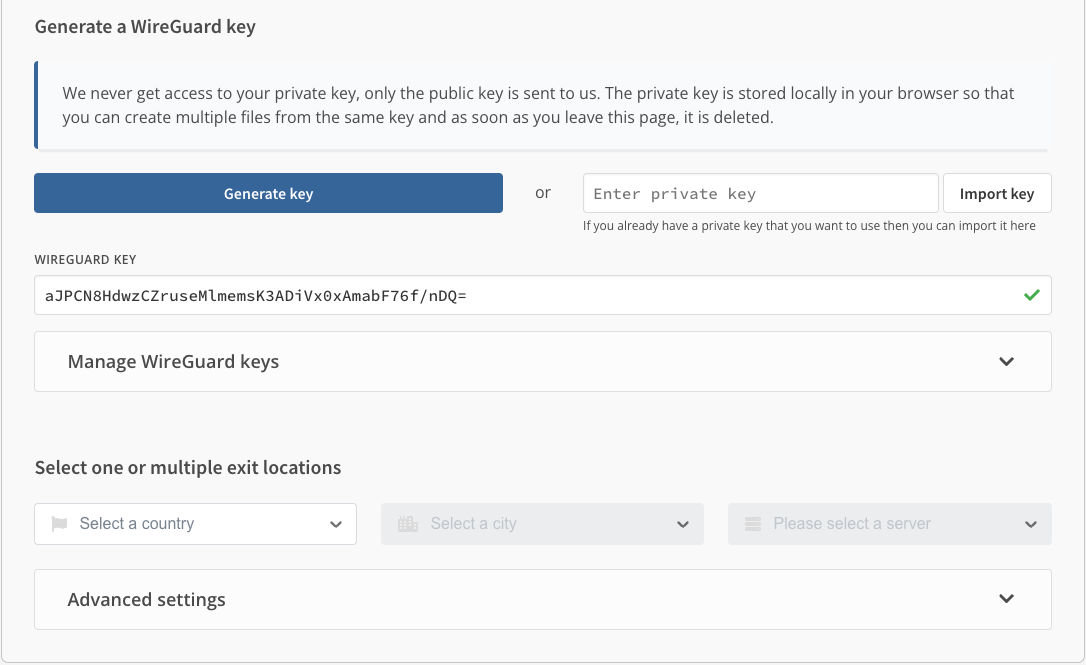 Generate a WireGuard key
We never get access to your private key, only the public key is sent to us. The private key is stored locally in your browser so that
you can create multiple files from the same key and as soon as you leave this page, it is deleted.
Generate key
or
Enter private key
Import key
If you already have a private key that you want to use then you can import it here
WIREGUARD KEY
aJPCN8HdwzCZruseMlmemsK3ADiVx0xAmabF76f/nDQ=
Manage WireGuard keys
Select one or multiple exit locations
Select a country
Select a city
Please select a server
Advanced settings